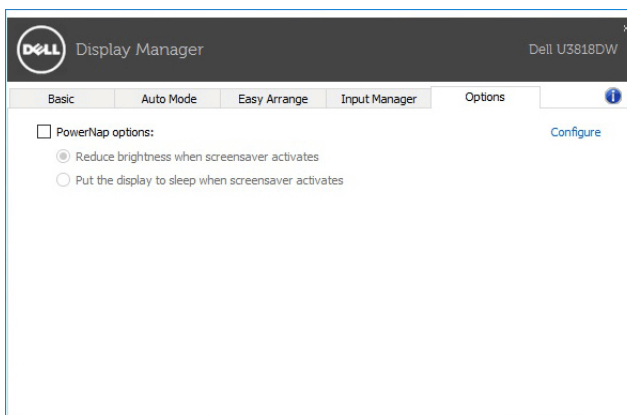 DELL Display Manager Dell U3818DW
Basic Auto Mode Easy Arrange Input Manager Options
PowerNap options: Configure
Reduce brightness when screensaver activates
Put the display to sleep when screensaver activates